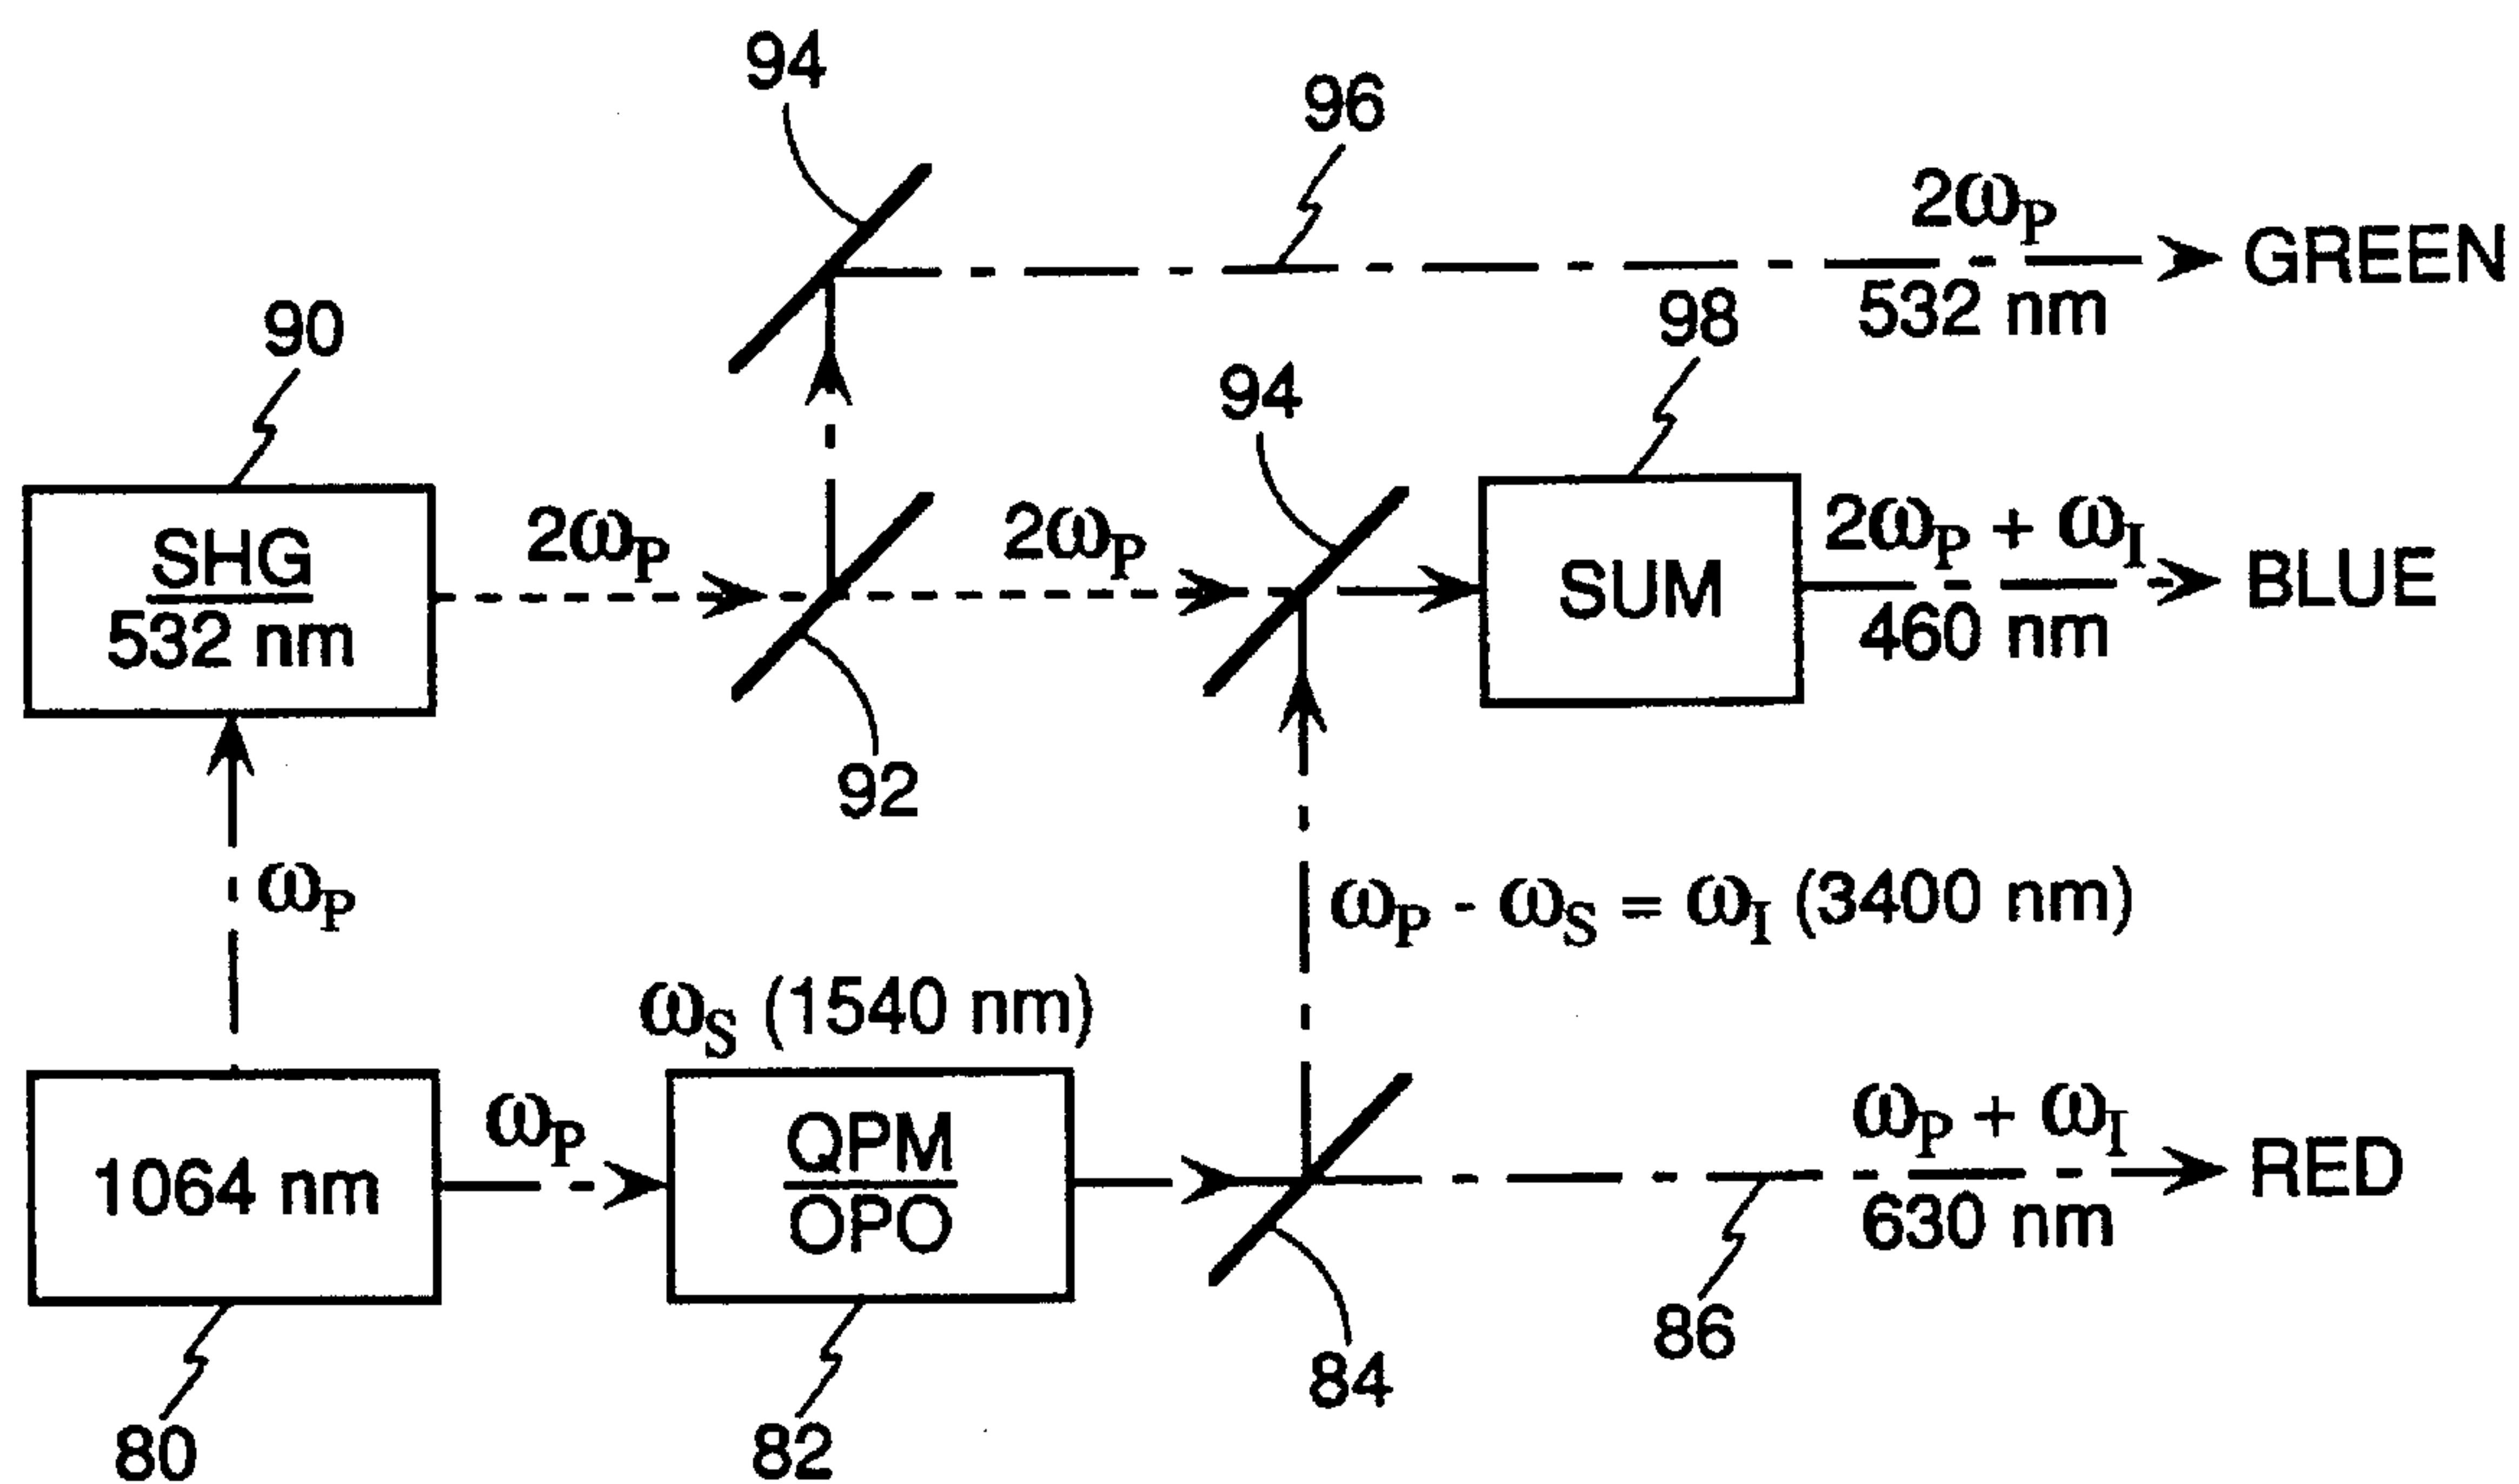 94
96
2ωP
GREEN
532 nm
90
98
94
SHG
532 nm
2ωP
2ωP
SUM
2ωP + ωI
BLUE
460 nm
92
ωP
ωP - ωS = ωI (3400 nm)
ωS (1540 nm)
1064 nm
ωP
QPM
OPO
ωP + ωI
RED
630 nm
86
84
80
82